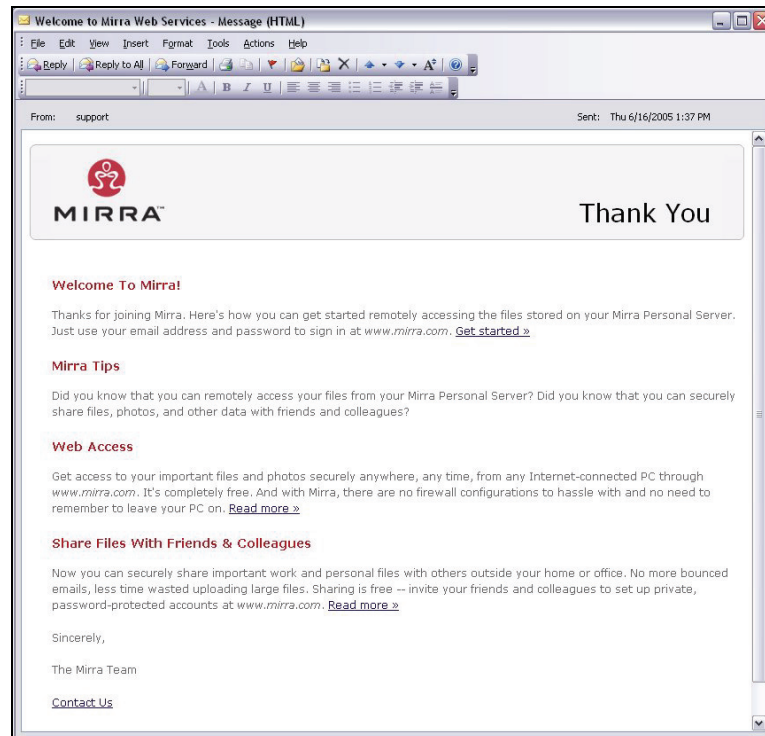 Welcome to Mirra Web Services - Message (HTML)
File Edit View Insert Format Tools Actions Help
Reply Reply to All Forward A
A B I U
From: support Sent: Thu 6/16/2005 1:37 PM
MIRRA™
Thank You
Welcome To Mirra!
Thanks for joining Mirra. Here's how you can get started remotely accessing the files stored on your Mirra Personal Server.
Just use your email address and password to sign in at www.mirra.com. Get started »
Mirra Tips
Did you know that you can remotely access your files from your Mirra Personal Server? Did you know that you can securely
share files, photos, and other data with friends and colleagues?
Web Access
Get access to your important files and photos securely anywhere, any time, from any Internet-connected PC through
www.mirra.com. It's completely free. And with Mirra, there are no firewall configurations to hassle with and no need to
remember to leave your PC on. Read more »
Share Files With Friends & Colleagues
Now you can securely share important work and personal files with others outside your home or office. No more bounced
emails, less time wasted uploading large files. Sharing is free -- invite your friends and colleagues to set up private,
password-protected accounts at www.mirra.com. Read more »
Sincerely,
The Mirra Team
Contact Us